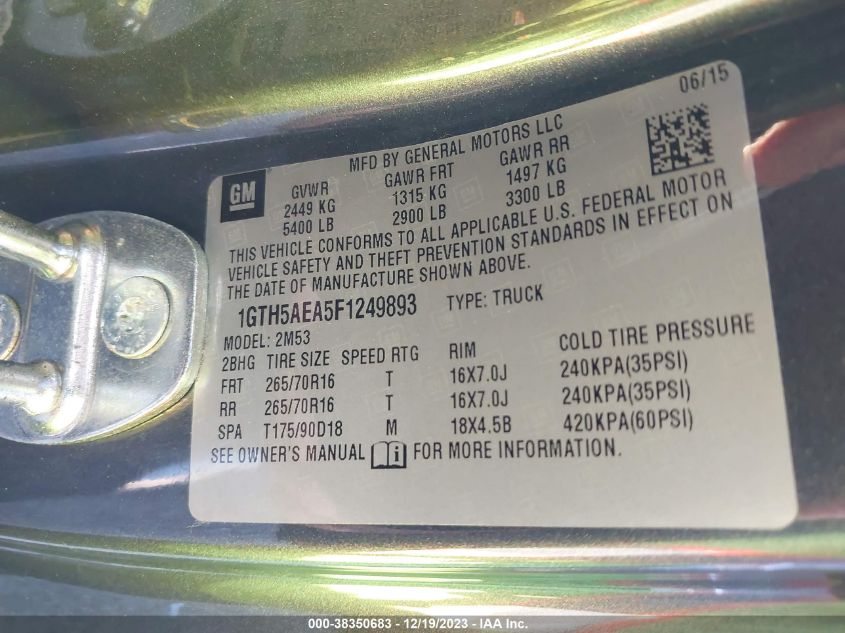 06/15
MFD BY GENERAL MOTORS LLC
GM
GVWR GAWR FRT GAWR RR
2449 KG 1315 KG 1497 KG
5400 LB 2900 LB 3300 LB
THIS VEHICLE CONFORMS TO ALL APPLICABLE U.S. FEDERAL MOTOR
VEHICLE SAFETY AND THEFT PREVENTION STANDARDS IN EFFECT ON
THE DATE OF MANUFACTURE SHOWN ABOVE.
1GTH5AEA5F1249893 TYPE: TRUCK
MODEL: 2M53
2BHG TIRE SIZE SPEED RTG RIM COLD TIRE PRESSURE
FRT 265/70R16 T 16X7.0J 240KPA(35PSI)
RR 265/70R16 T 16X7.0J 240KPA(35PSI)
SPA T175/90D18 M 18X4.5B 420KPA(60PSI)
SEE OWNER'S MANUAL i FOR MORE INFORMATION.
000-38350683 - 12/19/2023 - IAA Inc.